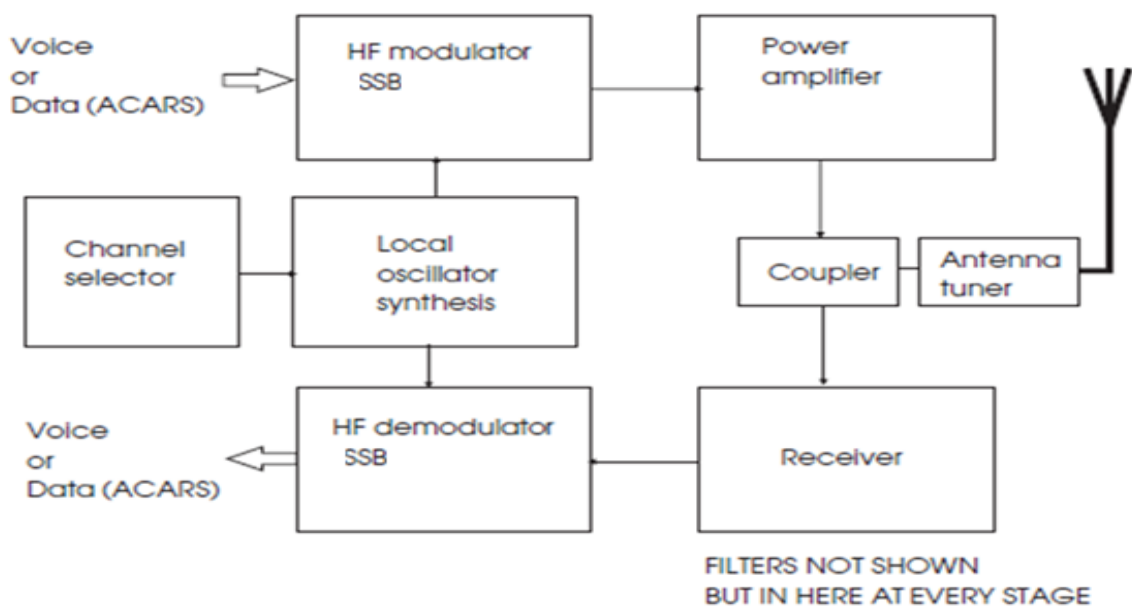 Voice
or
Data (ACARS)
HF modulator
SSB
Power
amplifier
Channel
selector
Local
oscillator
synthesis
Coupler
Antenna
tuner
Voice
or
Data (ACARS)
HF demodulator
SSB
Receiver
FILTERS NOT SHOWN
BUT IN HERE AT EVERY STAGE